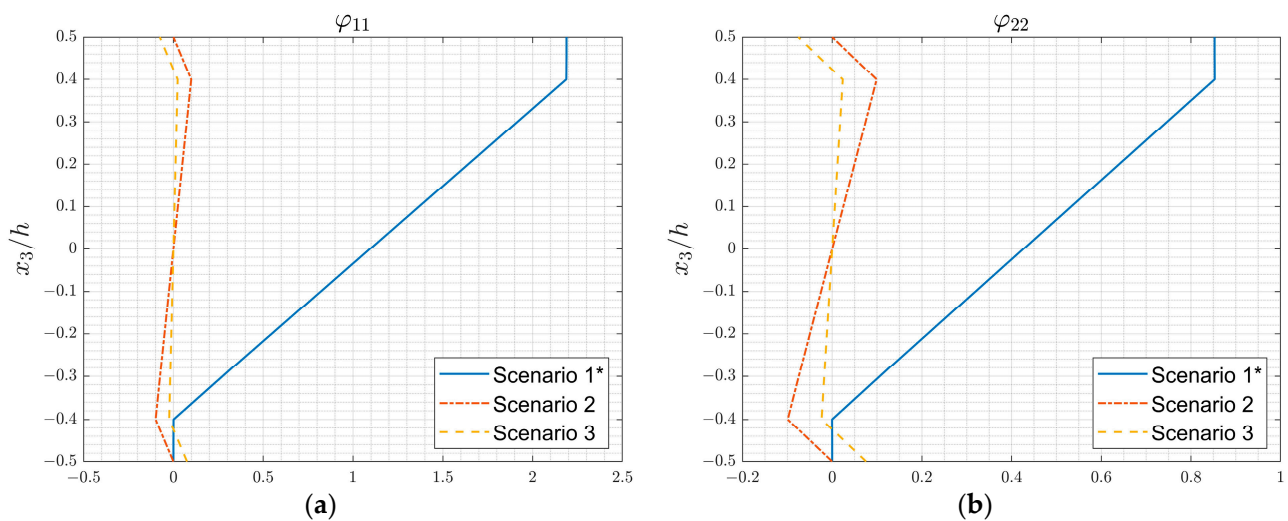 φ₁₁
0.5
0.4
0.3
0.2
0.1
0
−0.1
−0.2
−0.3
−0.4
−0.5
x₃/h
−0.5 0 0.5 1 1.5 2 2.5
Scenario 1*
Scenario 2
Scenario 3
(a)
φ₂₂
0.5
0.4
0.3
0.2
0.1
0
−0.1
−0.2
−0.3
−0.4
−0.5
x₃/h
−0.2 0 0.2 0.4 0.6 0.8 1
Scenario 1*
Scenario 2
Scenario 3
(b)